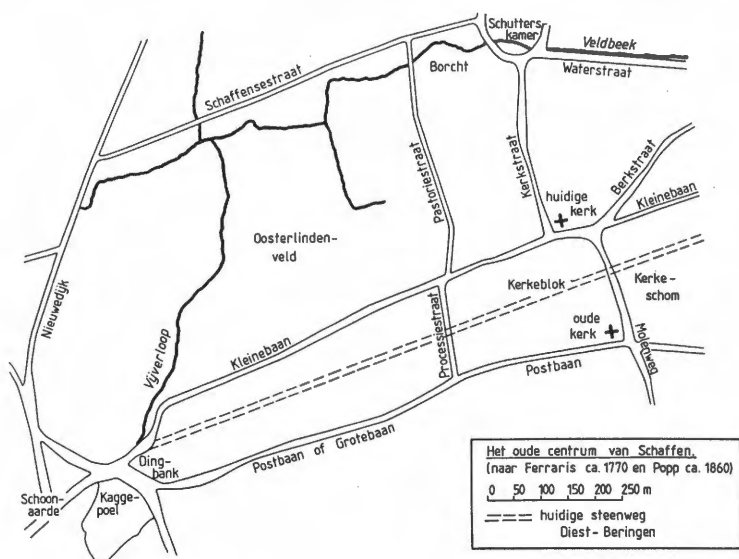 Schutters
kamer
Veldbeek
Borcht
Waterstraat
Schaffensestraat
Pastoriestraat
Kerkstraat
Berkstraat
huidige
kerk
Kleinebaan
Oosterlinden-
veld
Kerkeblok
Kerke-
schom
Nieuwedijk
Vijverloop
Kleinebaan
Processiestraat
oude
kerk
Molenweg
Postbaan
Postbaan of Grotebaan
Ding-
bank
Schoon-
aarde
Kagge-
poel
Het oude centrum van Schaffen.
(naar Ferraris ca. 1770 en Popp ca. 1860)
0 50 100 150 200 250 m
huidige steenweg
Diest-Beringen